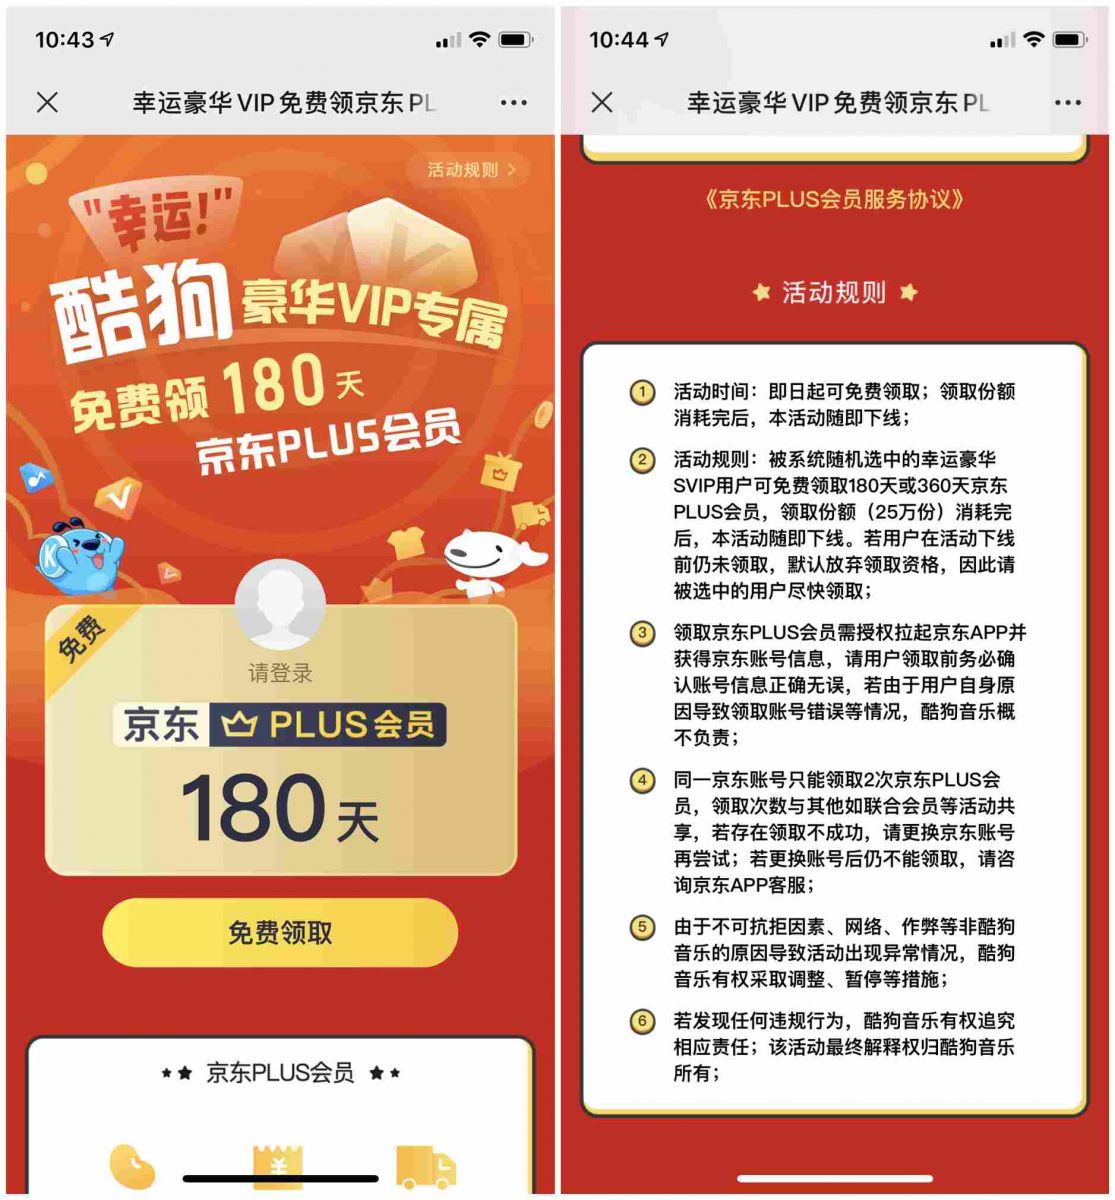 10:43
幸运豪华 VIP 免费领京东 PL
活动规则 >
"幸运!"
酷狗 豪华VIP专属
免费领 180 天
京东PLUS会员
K
免费
请登录
京东 PLUS会员
180天
免费领取
京东PLUS会员
¥
10:44
幸运豪华 VIP 免费领京东 PL
《京东PLUS会员服务协议》
活动规则
1 活动时间：即日起可免费领取；领取份额
消耗完后，本活动随即下线；
2 活动规则：被系统随机选中的幸运豪华
SVIP用户可免费领取180天或360天京东
PLUS会员，领取份额（25万份）消耗完
后，本活动随即下线。若用户在活动下线
前仍未领取，默认放弃领取资格，因此请
被选中的用户尽快领取；
3 领取京东PLUS会员需授权拉起京东APP并
获得京东账号信息，请用户领取前务必确
认账号信息正确无误，若由于用户自身原
因导致领取账号错误等情况，酷狗音乐概
不负责；
4 同一京东账号只能领取2次京东PLUS会
员，领取次数与其他如联合会员等活动共
享，若存在领取不成功，请更换京东账号
再尝试；若更换账号后仍不能领取，请咨
询京东APP客服；
5 由于不可抗拒因素、网络、作弊等非酷狗
音乐的原因导致活动出现异常情况，酷狗
音乐有权采取调整、暂停等措施；
6 若发现任何违规行为，酷狗音乐有权追究
相应责任；该活动最终解释权归酷狗音乐
所有；